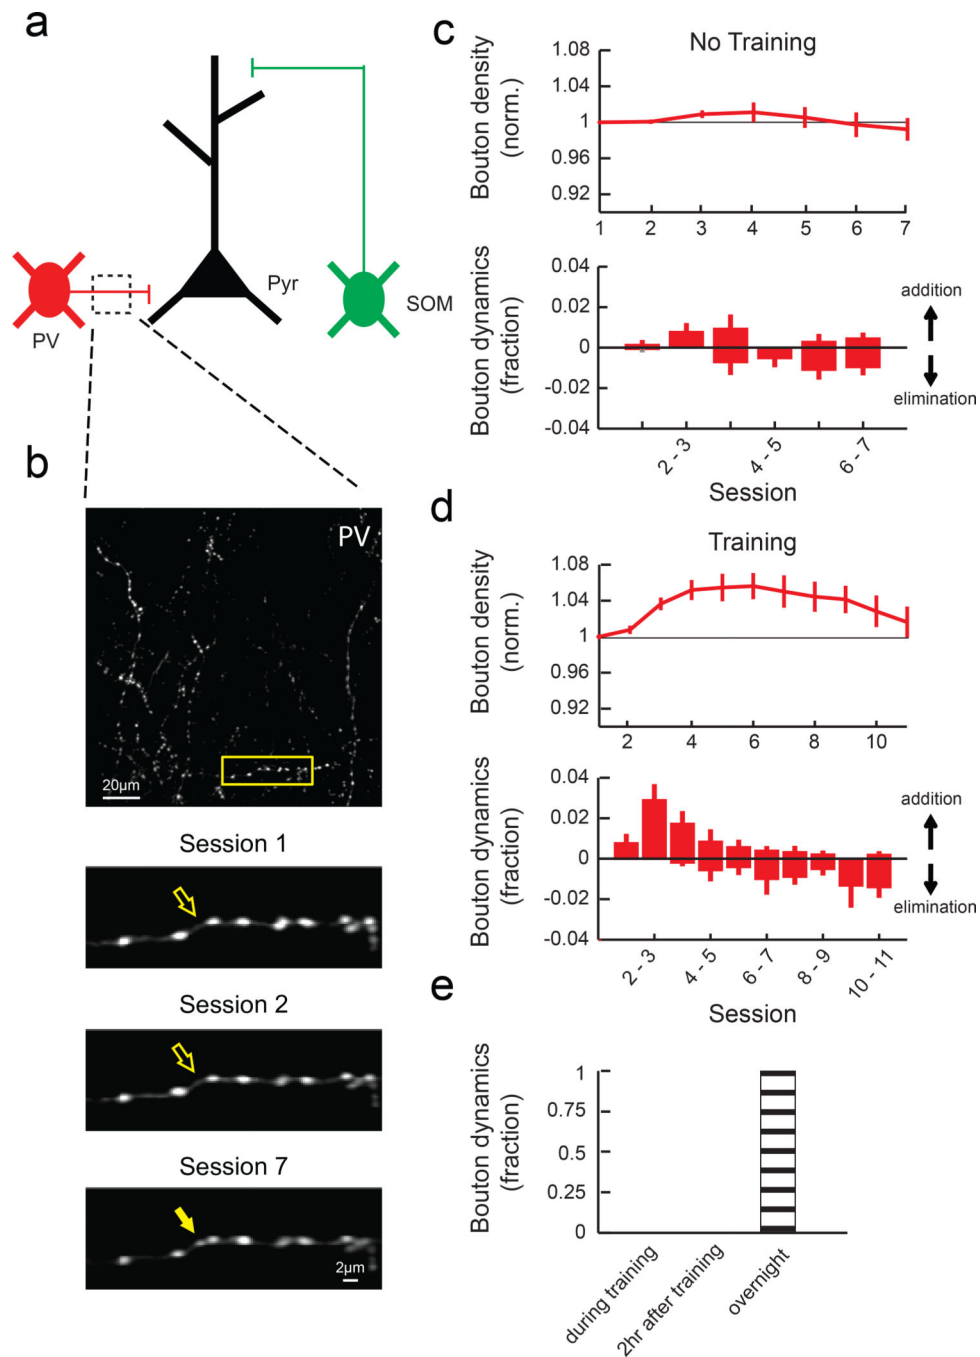 a
Pyr
PV
SOM
b
PV
20µm
Session 1
Session 2
Session 7
2µm
c
No Training
Bouton density
(norm.)
1.08
1.04
1
0.96
0.92
1 2 3 4 5 6 7
Bouton dynamics
(fraction)
0.04
0.02
0
-0.02
-0.04
addition
elimination
2 - 3 4 - 5 6 - 7
Session
d
Training
Bouton density
(norm.)
1.08
1.04
1
0.96
0.92
2 4 6 8 10
Bouton dynamics
(fraction)
0.04
0.02
0
-0.02
-0.04
addition
elimination
2 - 3 4 - 5 6 - 7 8 - 9 10 - 11
Session
e
Bouton dynamics
(fraction)
1
0.75
0.5
0.25
0
during training
2hr after training
overnight